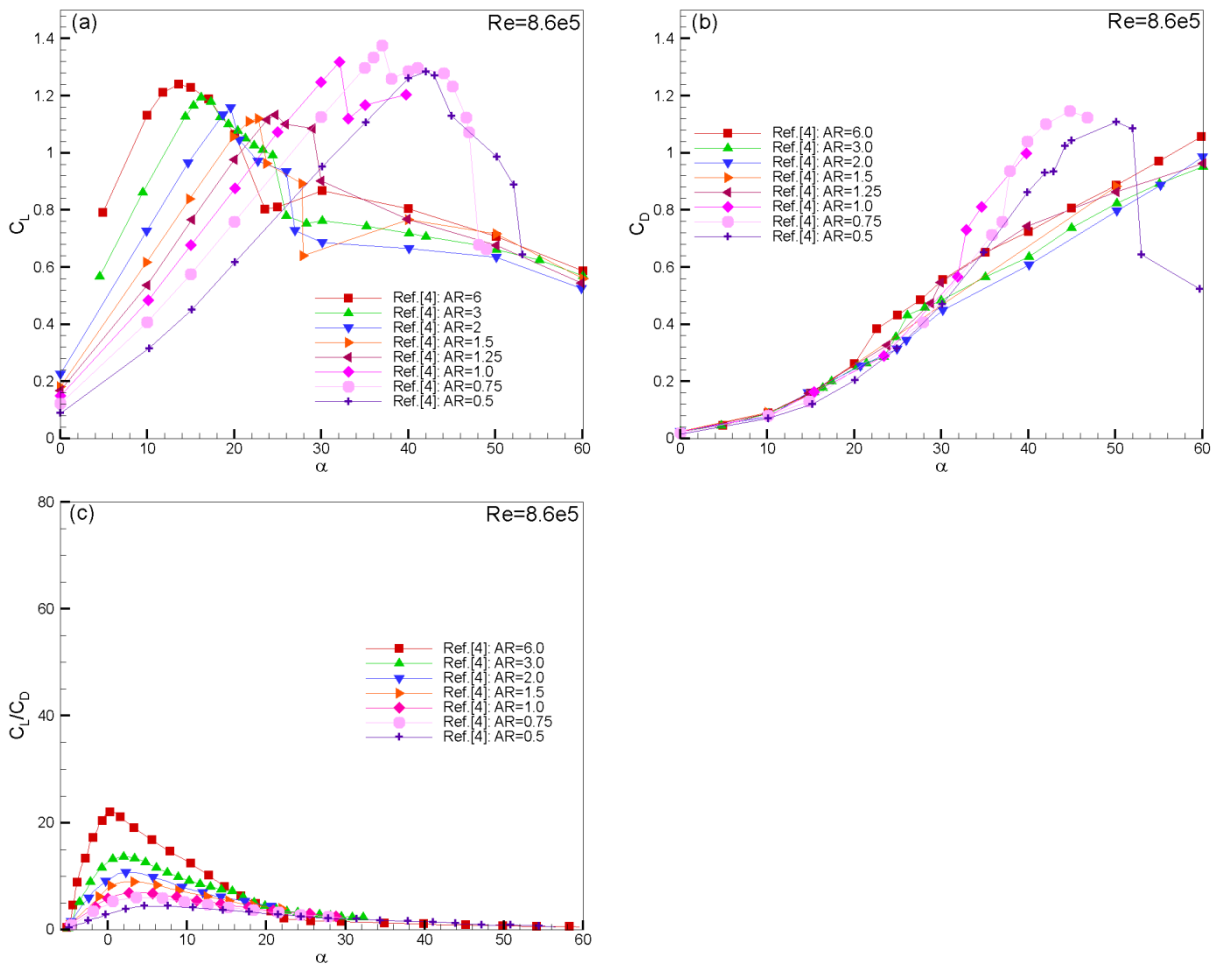 (a)
Re=8.6e5
1.4
1.2
1
0.8
0.6
0.4
0.2
0
C_L
0 10 20 30 40 50 60
α
Ref.[4]: AR=6
Ref.[4]: AR=3
Ref.[4]: AR=2
Ref.[4]: AR=1.5
Ref.[4]: AR=1.25
Ref.[4]: AR=1.0
Ref.[4]: AR=0.75
Ref.[4]: AR=0.5
(b)
Re=8.6e5
1.4
1.2
1
0.8
0.6
0.4
0.2
0
C_D
0 10 20 30 40 50 60
α
Ref.[4]: AR=6.0
Ref.[4]: AR=3.0
Ref.[4]: AR=2.0
Ref.[4]: AR=1.5
Ref.[4]: AR=1.25
Ref.[4]: AR=1.0
Ref.[4]: AR=0.75
Ref.[4]: AR=0.5
(c)
Re=8.6e5
80
60
40
20
0
C_L/C_D
0 10 20 30 40 50 60
α
Ref.[4]: AR=6.0
Ref.[4]: AR=3.0
Ref.[4]: AR=2.0
Ref.[4]: AR=1.5
Ref.[4]: AR=1.0
Ref.[4]: AR=0.75
Ref.[4]: AR=0.5